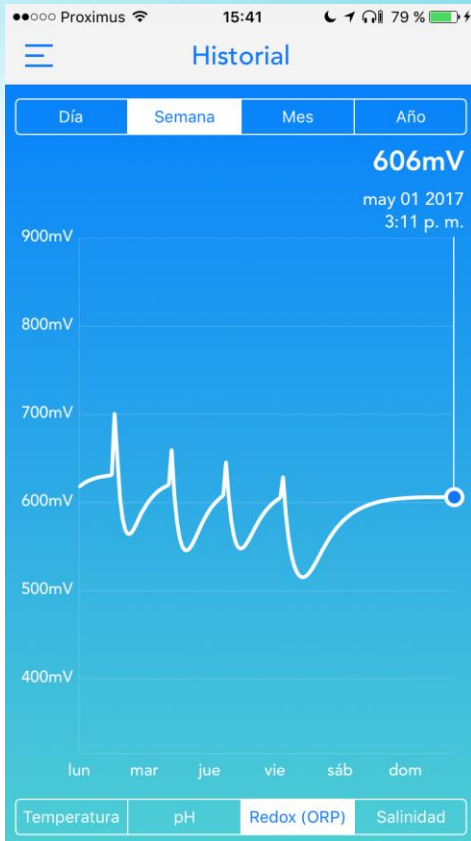 Proximus 15:41 79 %
Historial
Día Semana Mes Año
606mV
may 01 2017
3:11 p. m.
900mV
800mV
700mV
600mV
500mV
400mV
lun mar jue vie sáb dom
Temperatura pH Redox (ORP) Salinidad